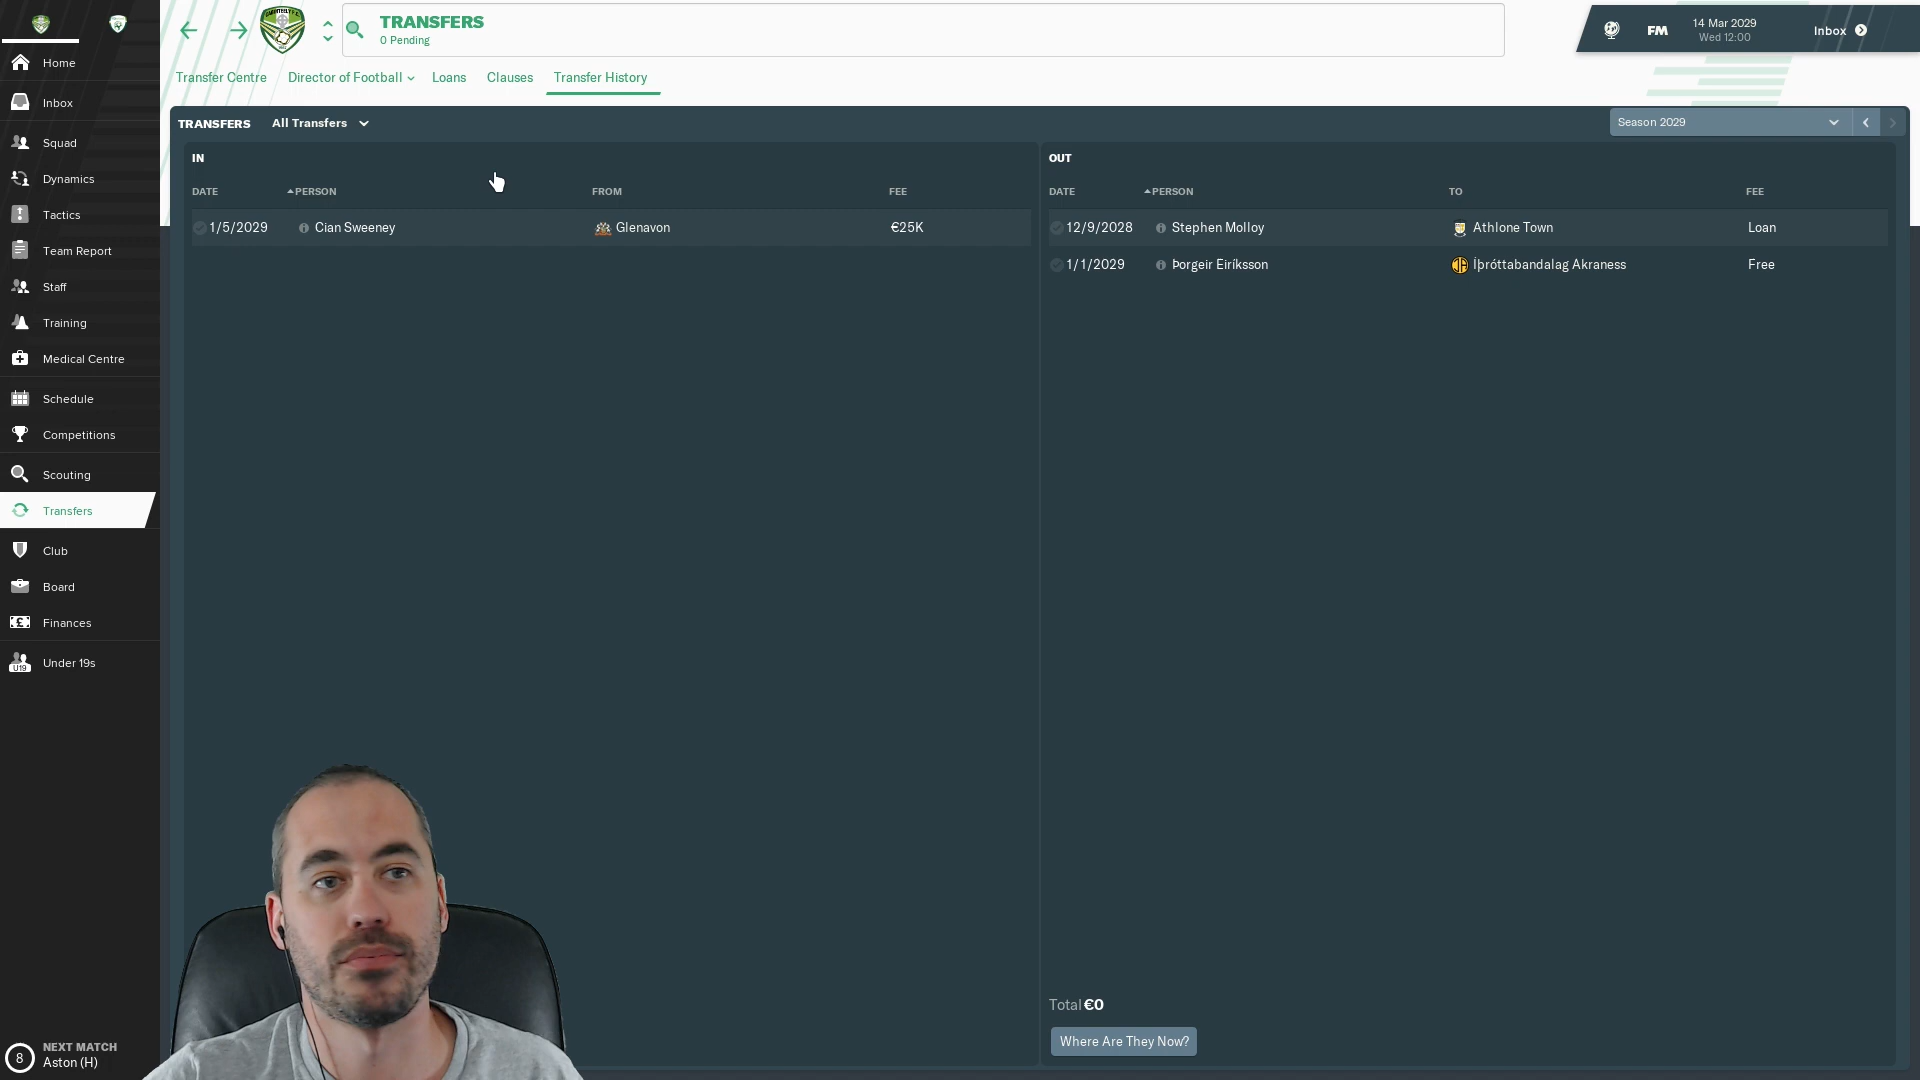 TRANSFERS
0 Pending
14 Mar 2029
Wed 12:00
FM
Inbox
Home
Inbox
Squad
Dynamics
Tactics
Team Report
Staff
Training
Medical Centre
Schedule
Competitions
Scouting
Transfers
Club
Board
Finances
U19
Under 19s
8
NEXT MATCH
Aston (H)
Transfer Centre
Director of Football
Loans
Clauses
Transfer History
TRANSFERS
All Transfers
Season 2029
IN
DATE PERSON FROM FEE
1/5/2029 Cian Sweeney Glenavon €25K
OUT
DATE PERSON TO FEE
12/9/2028 Stephen Molloy Athlone Town Loan
1/1/2029 Þorgeir Eiríksson Íþróttabandalag Akraness Free
Total €0
Where Are They Now?